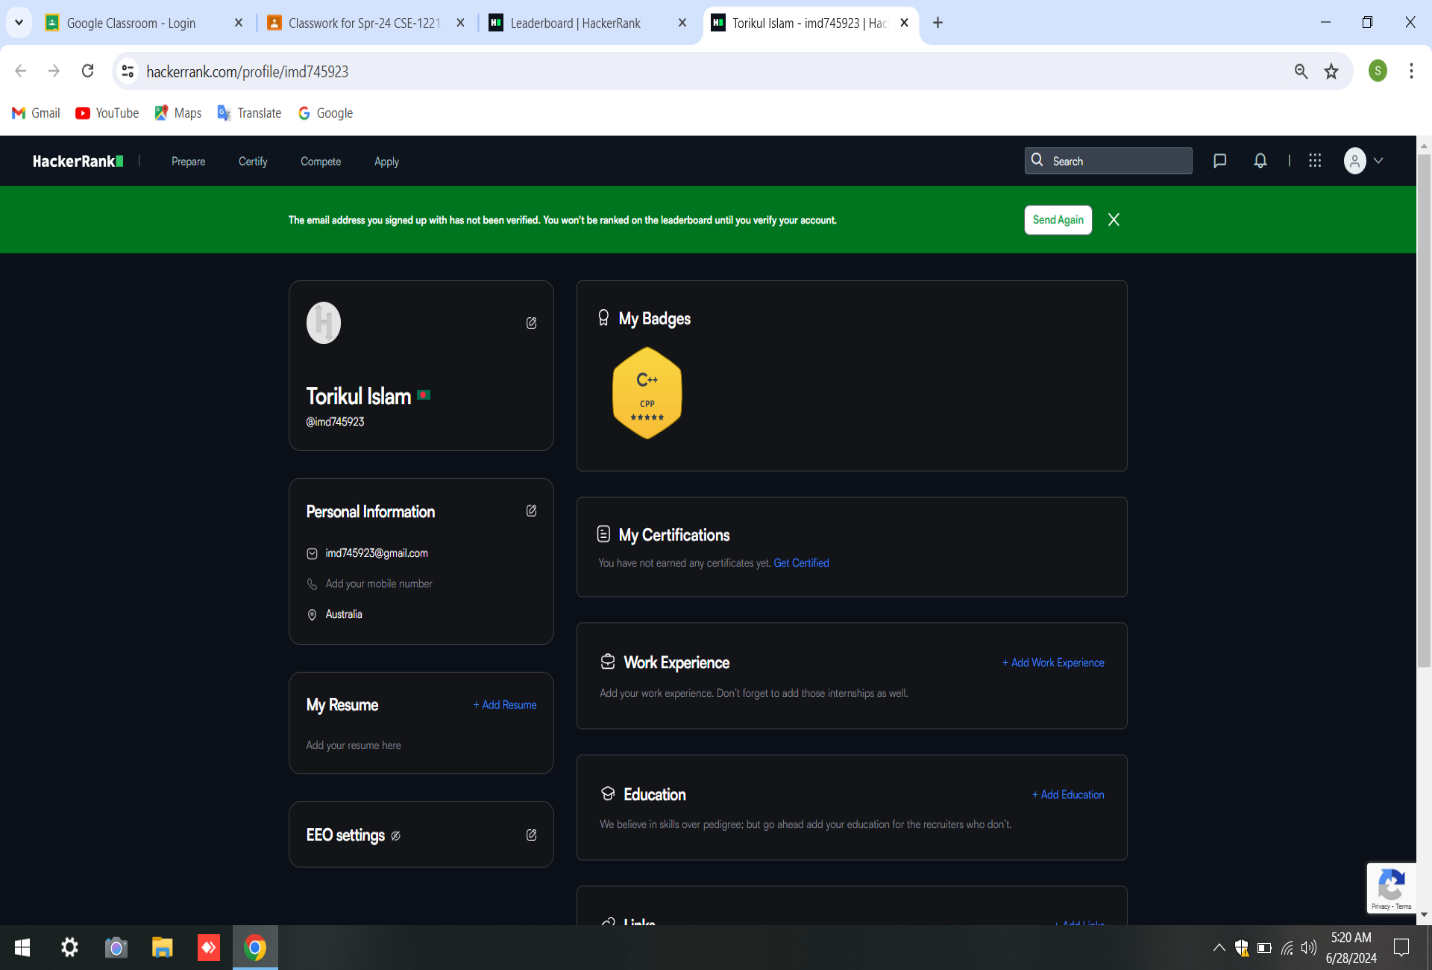 Google Classroom - Login
Classwork for Spr-24 CSE-1221
Leaderboard | HackerRank
Torikul Islam - imd745923 | Hac
hackerrank.com/profile/imd745923
S
Gmail
YouTube
Maps
Translate
Google
HackerRank
Prepare
Certify
Compete
Apply
Search
The email address you signed up with has not been verified. You won't be ranked on the leaderboard until you verify your account.
Send Again
H
Torikul Islam
@imd745923
My Badges
C++
CPP
Personal Information
imd745923@gmail.com
Add your mobile number
Australia
My Certifications
You have not earned any certificates yet. Get Certified
My Resume
+ Add Resume
Add your resume here
Work Experience
+ Add Work Experience
Add your work experience. Don't forget to add those internships as well.
EEO settings
Education
+ Add Education
We believe in skills over pedigree; but go ahead add your education for the recruiters who don't.
Links
+ Add Links
Privacy - Terms
5:20 AM
6/28/2024